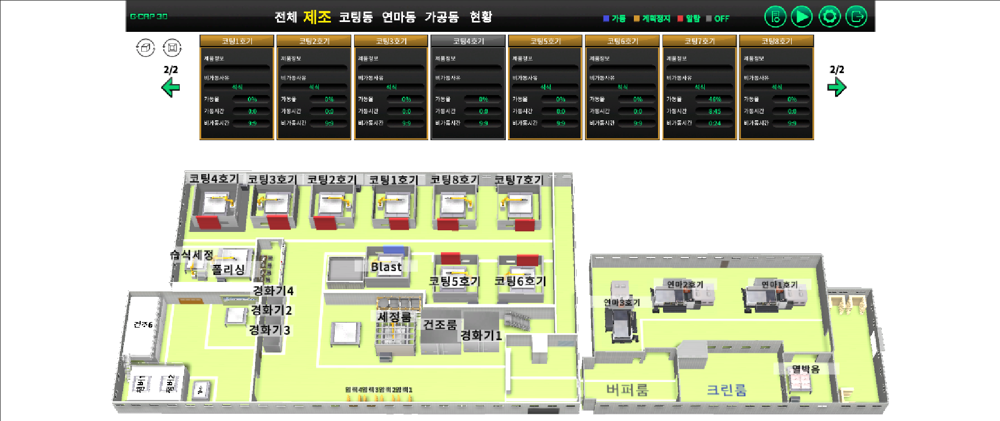 G-CAP 3D
전체 제조 코팅동 연마동 가공동 현황
가동 계획정지 알람 OFF
2/2
2/2
코팅1호기 코팅2호기 코팅3호기 코팅4호기 코팅5호기 코팅6호기 코팅7호기 코팅8호기
제품정보 제품정보 제품정보 제품정보 제품정보 제품정보 제품정보 제품정보
비가동사유 비가동사유 비가동사유 비가동사유 비가동사유 비가동사유 비가동사유 비가동사유
석식 석식 석식 석식 석식 석식 석식
가동율 0% 가동율 0% 가동율 0% 가동율 0% 가동율 0% 가동율 0% 가동율 46% 가동율 0%
가동시간 0:0 가동시간 0:0 가동시간 0:0 가동시간 0:0 가동시간 0:0 가동시간 0:0 가동시간 8:45 가동시간 0:0
비가동시간 9:9 비가동시간 9:9 비가동시간 9:9 비가동시간 9:9 비가동시간 9:9 비가동시간 9:9 비가동시간 0:24 비가동시간 9:9
코팅4호기 코팅3호기 코팅2호기 코팅1호기 코팅8호기 코팅7호기
습식세정
폴리싱
Blast
코팅5호기 코팅6호기
경화기4
경화기2
경화기3
세정룸
건조룸
경화기1
건조6
챔버1 챔버2
연마2호기 연마1호기
연마3호기
열박음
버퍼룸
크린룸